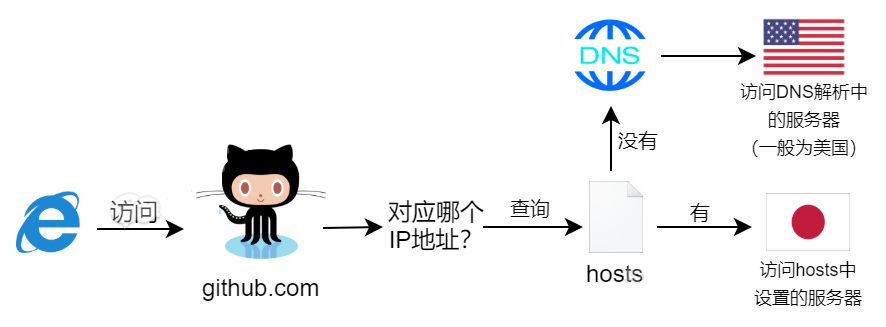 访问
github.com
对应哪个
IP地址？
查询
hosts
没有
DNS
访问DNS解析中
的服务器
（一般为美国）
有
访问hosts中
设置的服务器